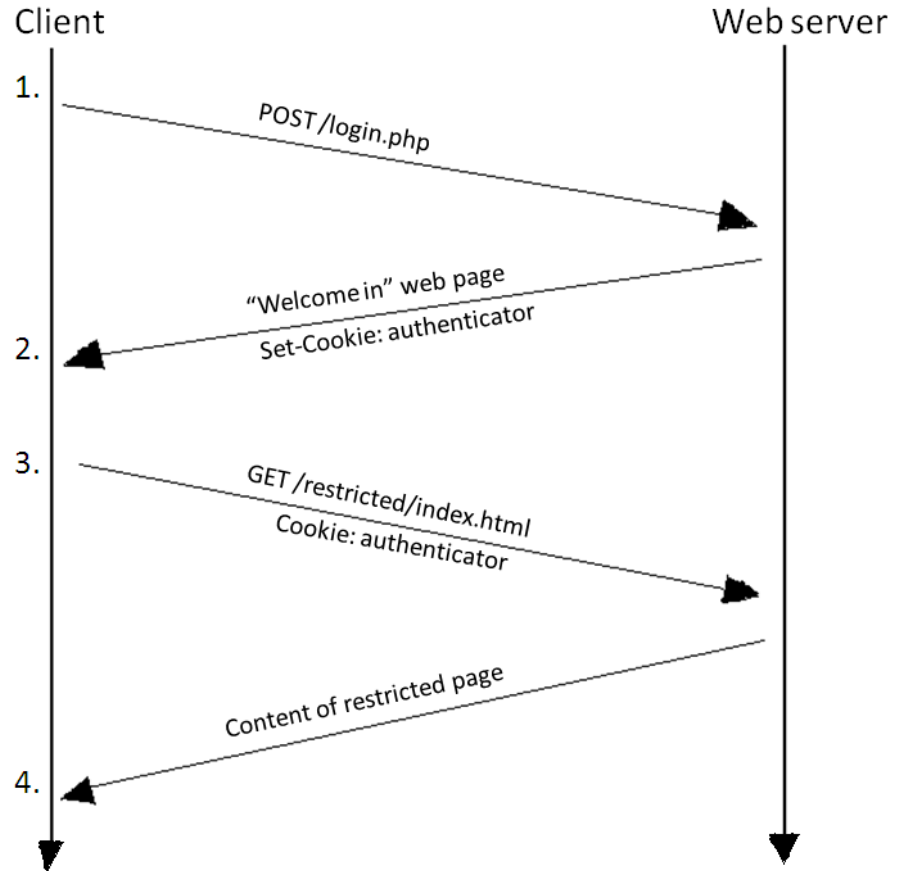 Client
Web server
1.
POST /login.php
“Welcome in” web page
Set-Cookie: authenticator
2.
3.
GET /restricted/index.html
Cookie: authenticator
Content of restricted page
4.